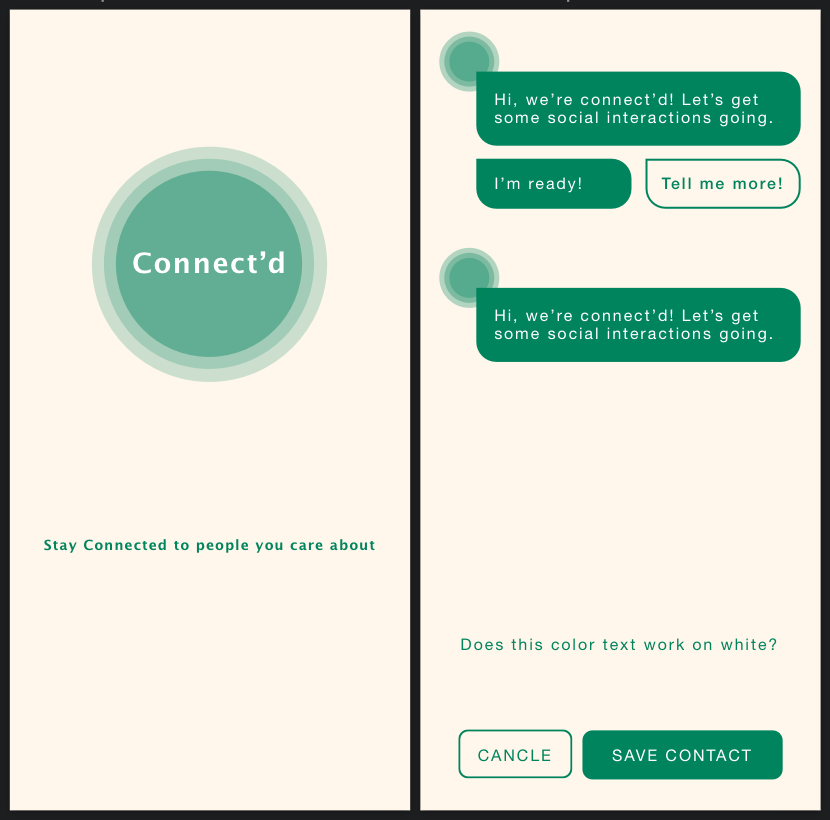 Connect’d
Stay Connected to people you care about
Hi, we’re connect’d! Let’s get
some social interactions going.
I’m ready!
Tell me more!
Hi, we’re connect’d! Let’s get
some social interactions going.
Does this color text work on white?
CANCLE
SAVE CONTACT